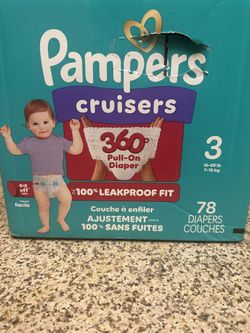 Pampers
cruisers
360°
Pull-On
Diaper
3
16-28 lb
7-13 kg
100% LEAKPROOF FIT
Couche à enfiler
AJUSTEMENT
100% SANS FUITES
78
DIAPERS
COUCHES
facile